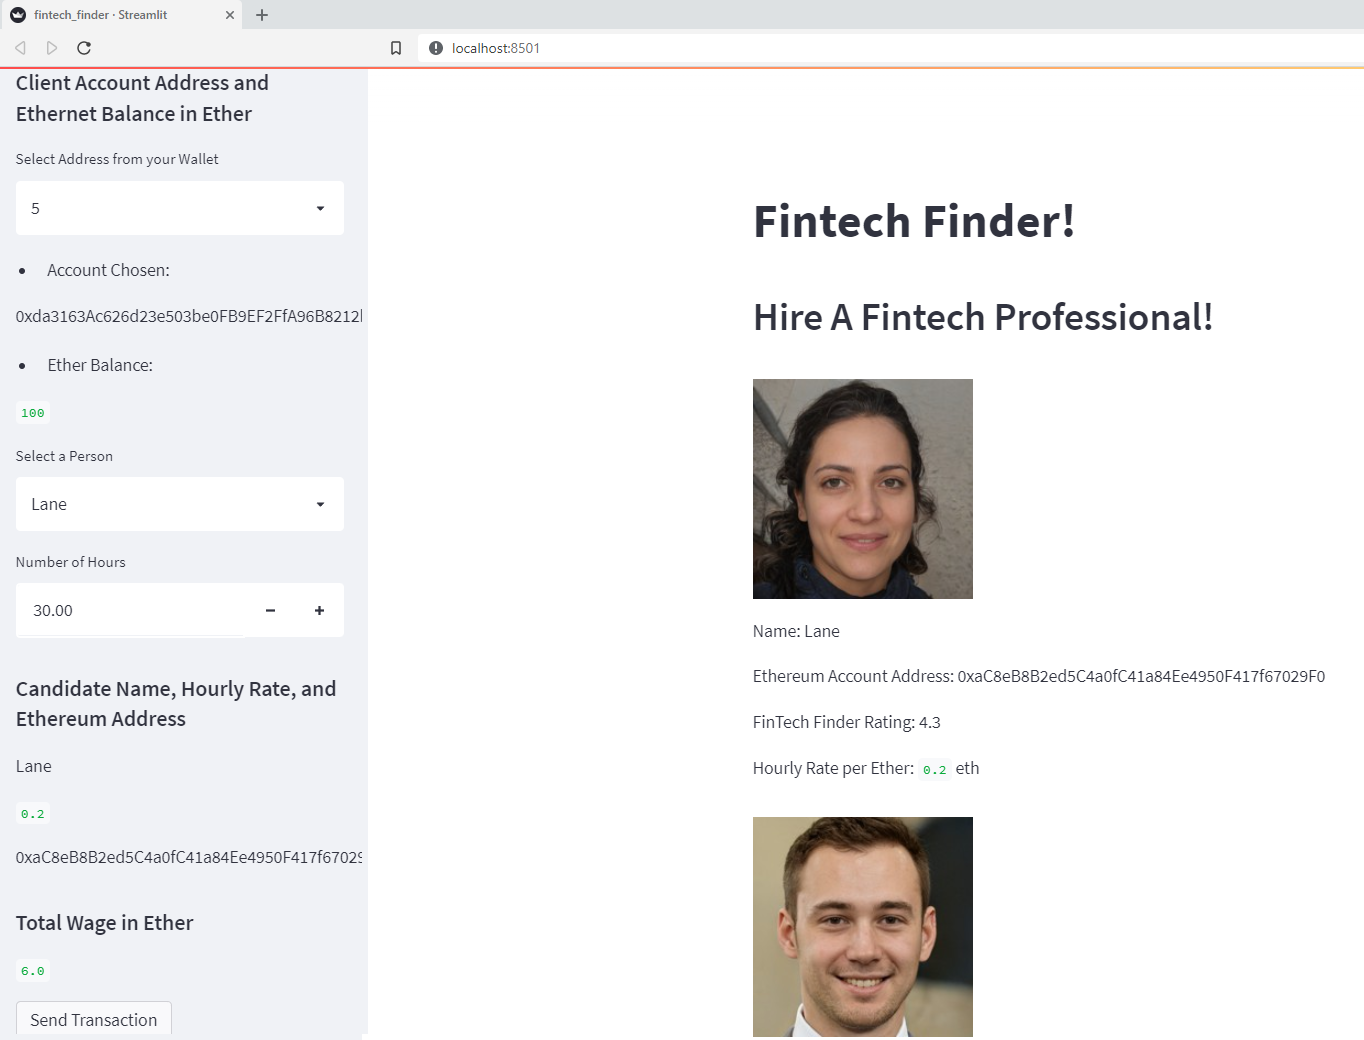 fintech_finder · Streamlit
localhost:8501
Client Account Address and
Ethernet Balance in Ether
Select Address from your Wallet
5
Account Chosen:
0xda3163Ac626d23e503be0FB9EF2FfA96B8212
Ether Balance:
100
Select a Person
Lane
Number of Hours
30.00
Candidate Name, Hourly Rate, and
Ethereum Address
Lane
0.2
0xaC8eB8B2ed5C4a0fC41a84Ee4950F417f67029
Total Wage in Ether
6.0
Send Transaction
Fintech Finder!
Hire A Fintech Professional!
Name: Lane
Ethereum Account Address: 0xaC8eB8B2ed5C4a0fC41a84Ee4950F417f67029F0
FinTech Finder Rating: 4.3
Hourly Rate per Ether: 0.2 eth